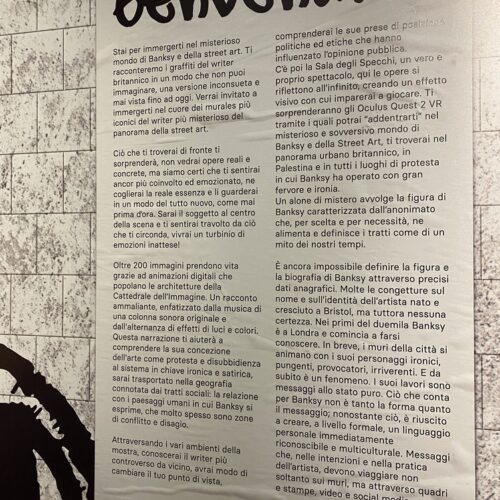 Stai per immergerti nel misterioso
mondo di Banksy e della street art. Ti
racconteremo i graffiti del writer
britannico in un modo che non puoi
immaginare, una versione inconsueta e
mai vista fino ad oggi. Verrai invitato a
immergerti nel cuore dei murales più
iconici del writer più misterioso del
panorama della street art.
Ciò che ti troverai di fronte ti
sorprenderà, non vedrai opere reali e
concrete, ma siamo certi che ti sentirai
ancor più coinvolto ed emozionato, ne
coglierai la reale essenza e li guarderai
in un modo del tutto nuovo, come mai
prima d'ora. Sarai il soggetto al centro
della scena e ti sentirai travolto da ciò
che ti circonda, vivrai un turbinio di
emozioni inattese!
Oltre 200 immagini prendono vita
grazie ad animazioni digitali che
popolano le architetture della
Cattedrale dell'Immagine. Un racconto
ammaliante, enfatizzato dalla musica di
una colonna sonora originale e
dall'alternanza di effetti di luci e colori.
Questa narrazione ti aiuterà a
comprendere la sua concezione
dell'arte come protesta e disubbidienza
al sistema in chiave ironica e satirica,
sarai trasportato nella geografia
connotata dai tratti sociali: la relazione
con i paesaggi umani in cui Banksy si
esprime, che molto spesso sono zone
di conflitto e disagio.
Attraversando i vari ambienti della
mostra, conoscerai il writer più
controverso da vicino, avrai modo di
cambiare il tuo punto di vista,
comprenderai le sue prese di posizione
politiche ed etiche che hanno
influenzato l'opinione pubblica.
C'è poi la Sala degli Specchi, un vero e
proprio spettacolo, qui le opere si
riflettono all'infinito, creando un effetto
visivo con cui imparerai a giocare. Ti
sorprenderanno gli Oculus Quest 2 VR
tramite i quali potrai "addentrarti" nel
misterioso e sovversivo mondo di
Banksy e della Street Art, ti troverai nel
panorama urbano britannico, in
Palestina e in tutti i luoghi di protesta
in cui Banksy ha operato con gran
fervore e ironia.
Un alone di mistero avvolge la figura di
Banksy caratterizzata dall'anonimato
che, per scelta e per necessità, ne
alimenta e definisce i tratti come di un
mito dei nostri tempi.
È ancora impossibile definire la figura e
la biografia di Banksy attraverso precisi
dati anagrafici. Molte le congetture sul
nome e sull'identità dell'artista nato e
cresciuto a Bristol, ma tuttora nessuna
certezza. Nei primi del duemila Banksy
è a Londra e comincia a farsi
conoscere. In breve, i muri della città si
animano con i suoi personaggi ironici,
pungenti, provocatori, irriverenti. E da
subito è un fenomeno. I suoi lavori sono
messaggi allo stato puro. Ciò che conta
per Banksy non è tanto la forma quanto
il messaggio; nonostante ciò, è riuscito
a creare, a livello formale, un linguaggio
personale immediatamente
riconoscibile e multiculturale. Messaggi
che, nelle intenzioni e nella pratica
dell'artista, devono viaggiare non
soltanto sui muri, ma attraverso quadri
e stampe, video e social media